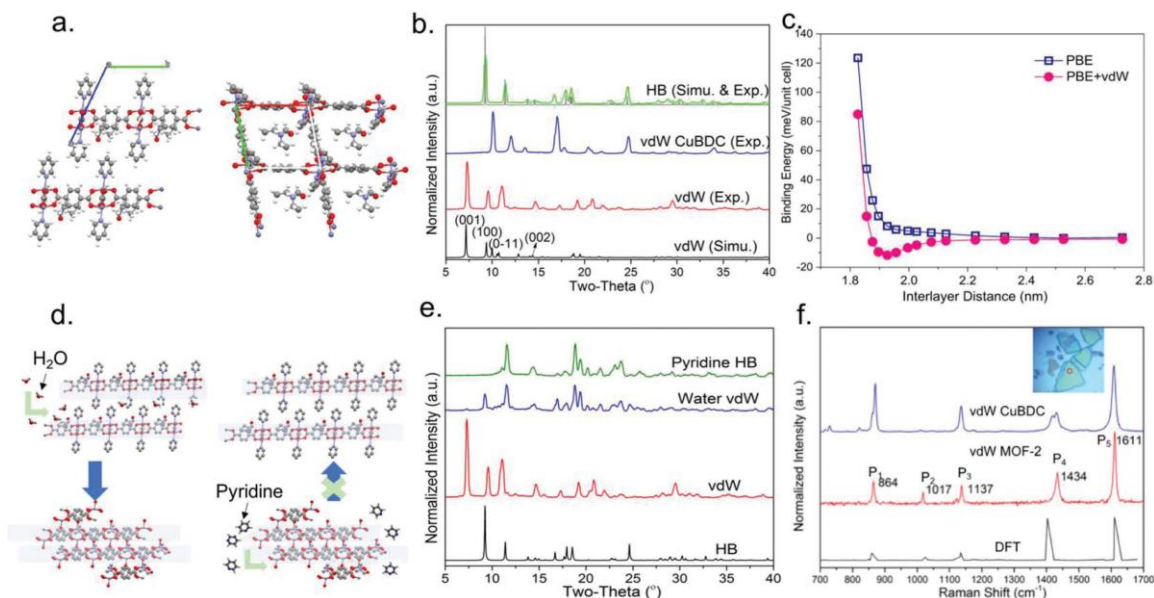 a.
b.
Normalized Intensity (a.u.)
HB (Simu. & Exp.)
vdW CuBDC (Exp.)
vdW (Exp.)
(001)
(100)
(0-11)
(002)
vdW (Simu.)
5 10 15 20 25 30 35 40
Two-Theta (°)
c.
Binding Energy (meV/unit cell)
140
120
100
80
60
40
20
0
-20
PBE
PBE+vdW
1.8 2.0 2.2 2.4 2.6 2.8
Interlayer Distance (nm)
d.
H2O
Pyridine
e.
Normalized Intensity (a.u.)
Pyridine HB
Water vdW
vdW
HB
5 10 15 20 25 30 35 40
Two-Theta (°)
f.
Normalized Intensity (a.u.)
vdW CuBDC
vdW MOF-2
P5 1611
P1 864
P2 1017
P3 1137
P4 1434
DFT
700 800 900 1000 1100 1200 1300 1400 1500 1600 1700
Raman Shift (cm-1)